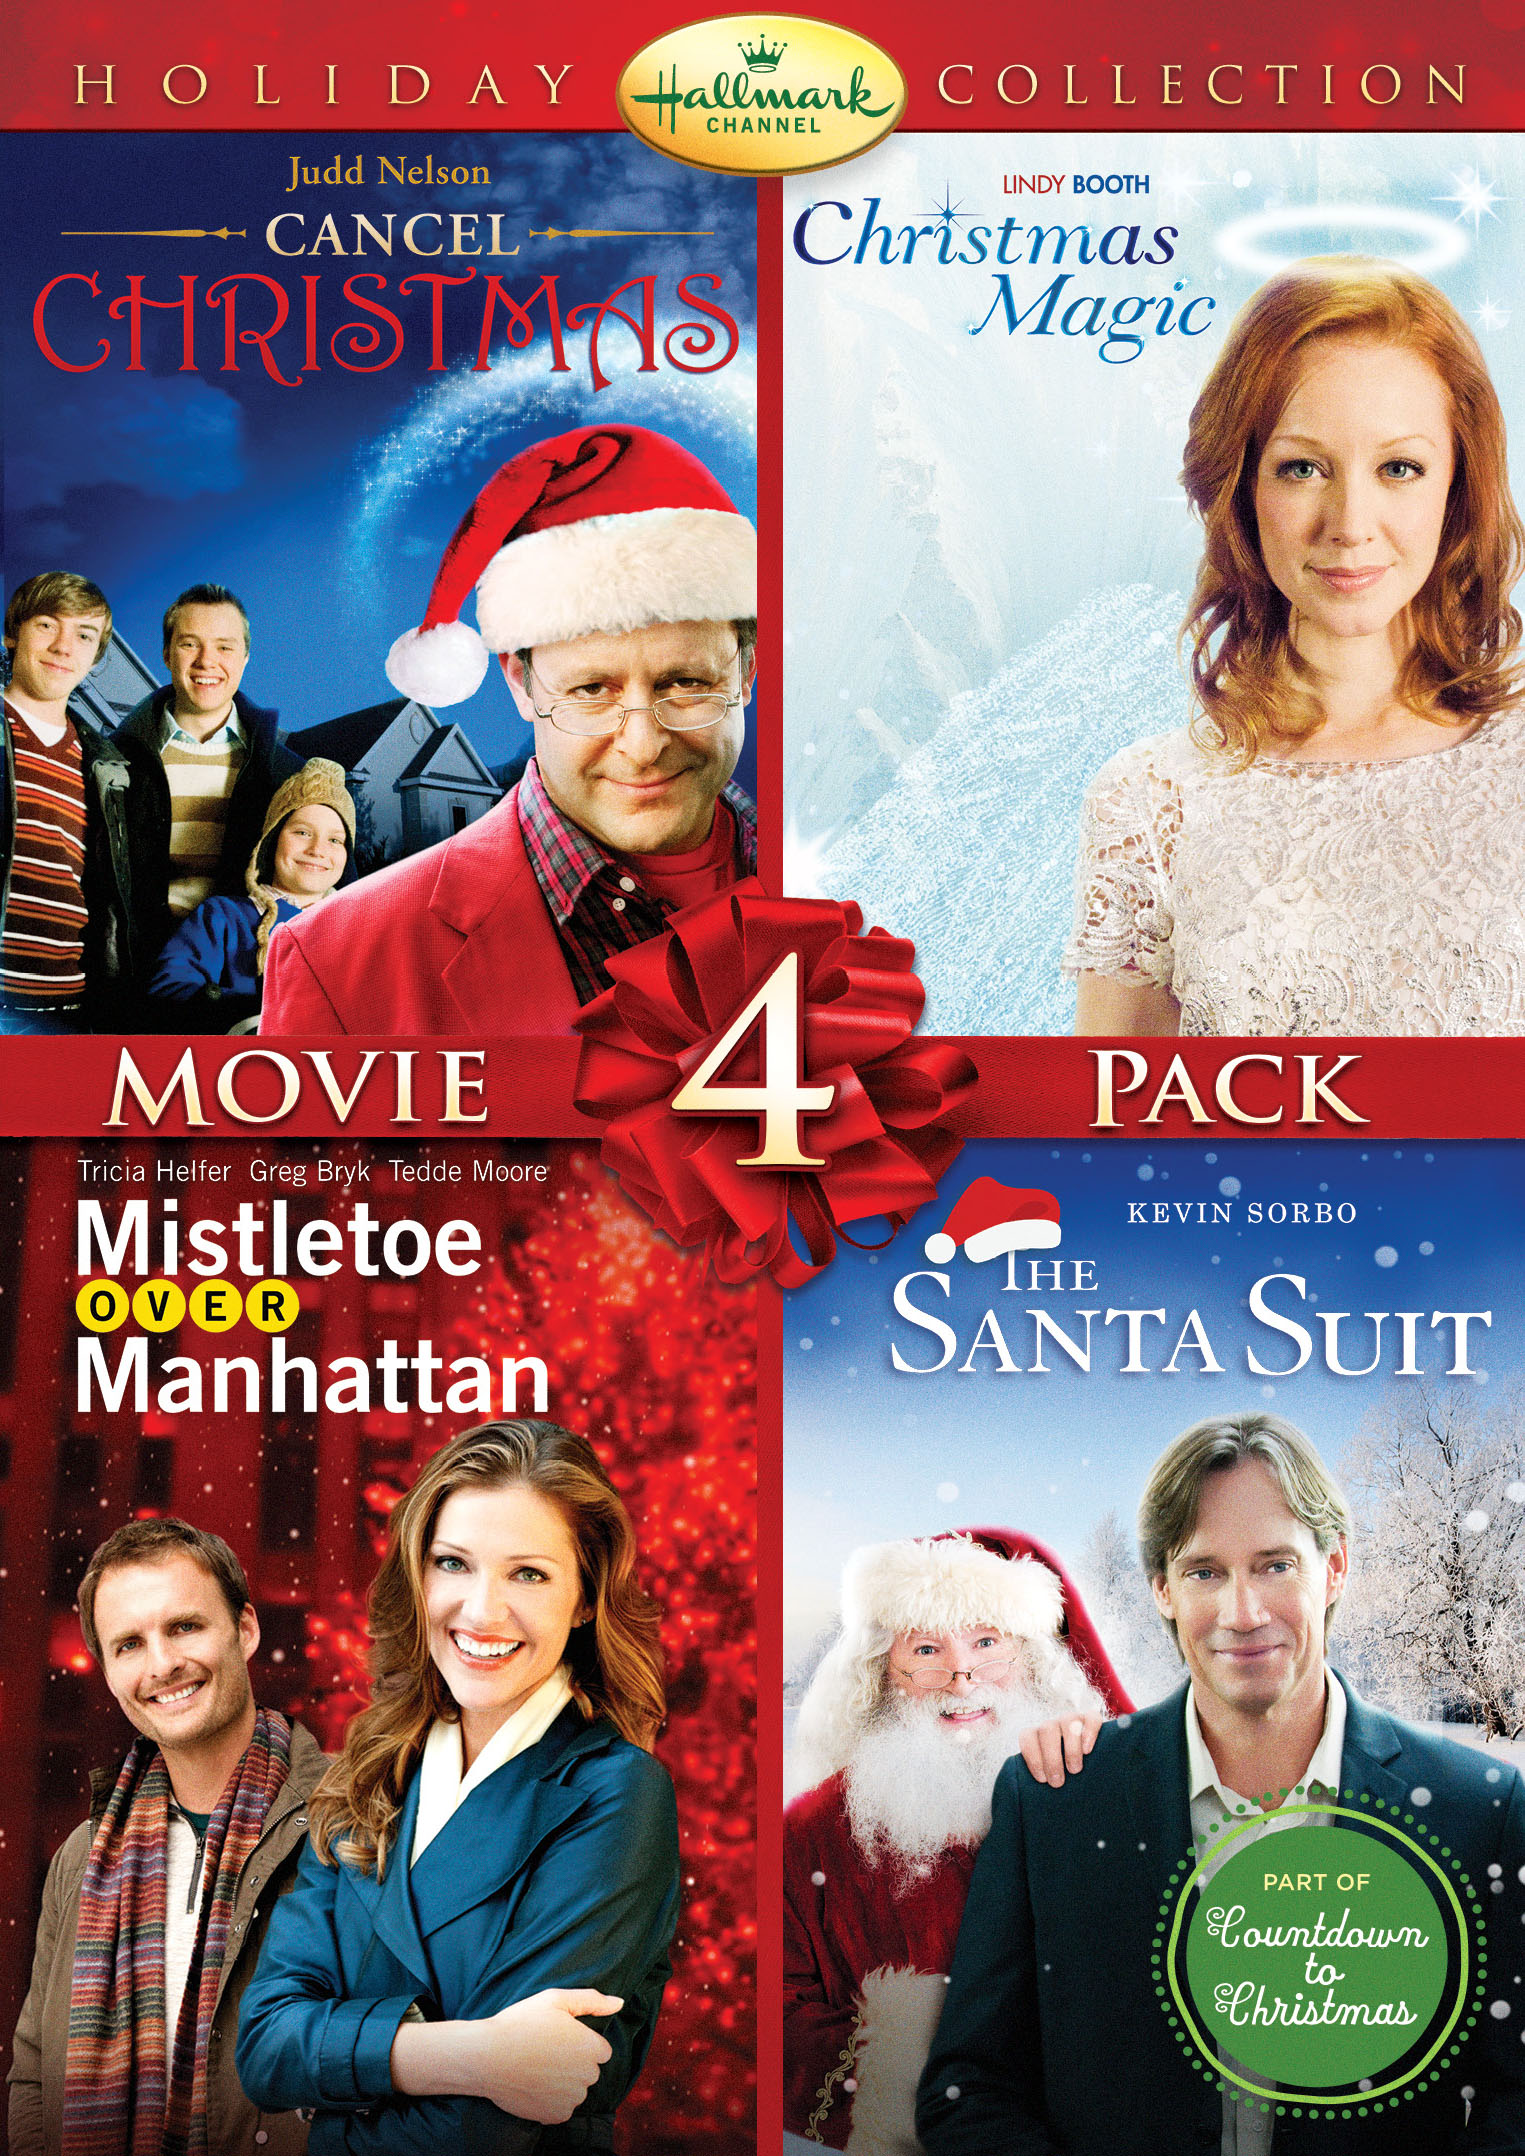 HOLIDAY Hallmark COLLECTION
CHANNEL
Judd Nelson
CANCEL
CHRISTMAS
LINDY BOOTH
Christmas
Magic
MOVIE 4 PACK
Tricia Helfer Greg Bryk Tedde Moore
Mistletoe
OVER
Manhattan
KEVIN SORBO
THE
SANTA SUIT
PART OF
Countdown
to
Christmas